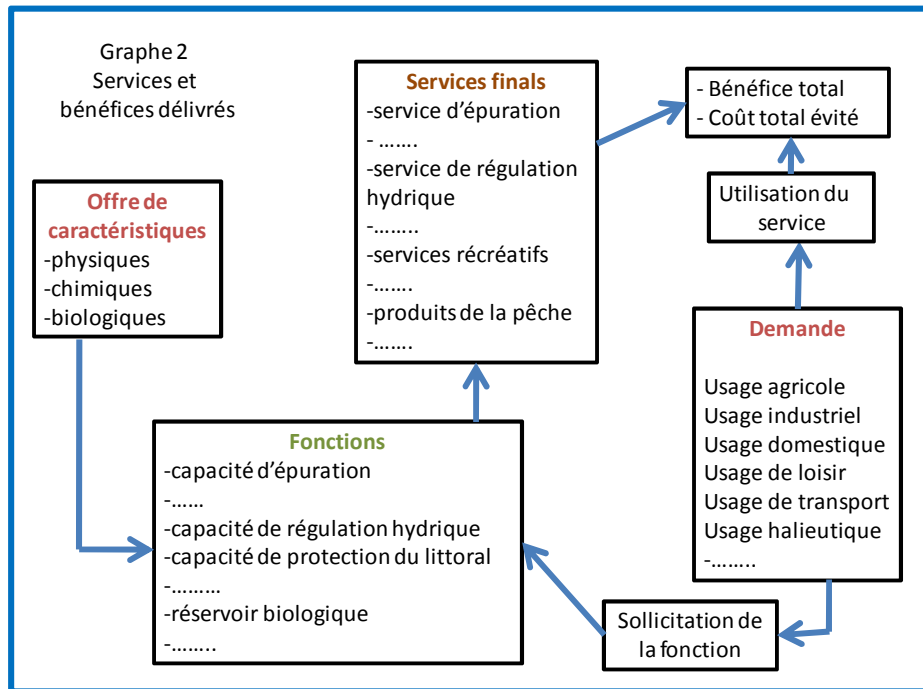 Graphe 2
Services et
bénéfices délivrés
Offre de
caractéristiques
-physiques
-chimiques
-biologiques
Services finals
-service d'épuration
- …….
-service de régulation
hydrique
-……..
-services récréatifs
-…….
-produits de la pêche
-…….
- Bénéfice total
- Coût total évité
Utilisation du
service
Demande
Usage agricole
Usage industriel
Usage domestique
Usage de loisir
Usage de transport
Usage halieutique
-……..
Fonctions
-capacité d'épuration
-……
-capacité de régulation hydrique
-capacité de protection du littoral
-………
-réservoir biologique
-……..
Sollicitation de
la fonction